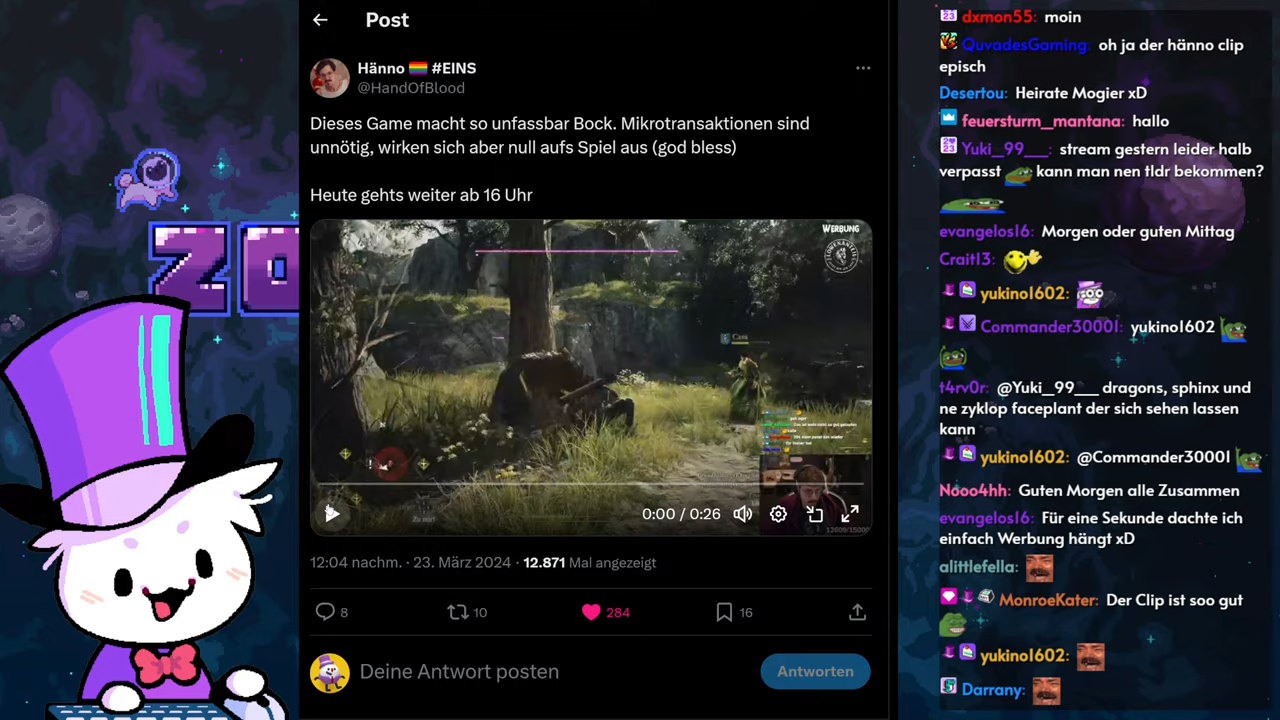 Post
Hänno 🏳️‍🌈 #EINS
@HandOfBlood
Dieses Game macht so unfassbar Bock. Mikrotransaktionen sind
unnötig, wirken sich aber null aufs Spiel aus (god bless)
Heute gehts weiter ab 16 Uhr
WERBUNG
ZO
0:00 / 0:26
12:04 nachm. · 23. März 2024 · 12.871 Mal angezeigt
8
10
284
16
Deine Antwort posten
Antworten
dxmon55: moin
QuvadesGaming: oh ja der hänno clip
episch
Desertou: Heirate Mogier xD
feuersturm_mantana: hallo
Yuki_99___: stream gestern leider halb
verpasst kann man nen tldr bekommen?
evangelos16: Morgen oder guten Mittag
Crait13:
yukino1602:
Commander30001: yukino1602
t4rv0r: @Yuki_99___ dragons, sphinx und
ne zyklop faceplant der sich sehen lassen
kann
yukino1602: @Commander30001
Nooo4hh: Guten Morgen alle Zusammen
evangelos16: Für eine Sekunde dachte ich
einfach Werbung hängt xD
alittlefella:
MonroeKater: Der Clip ist soo gut
yukino1602:
Darrany: